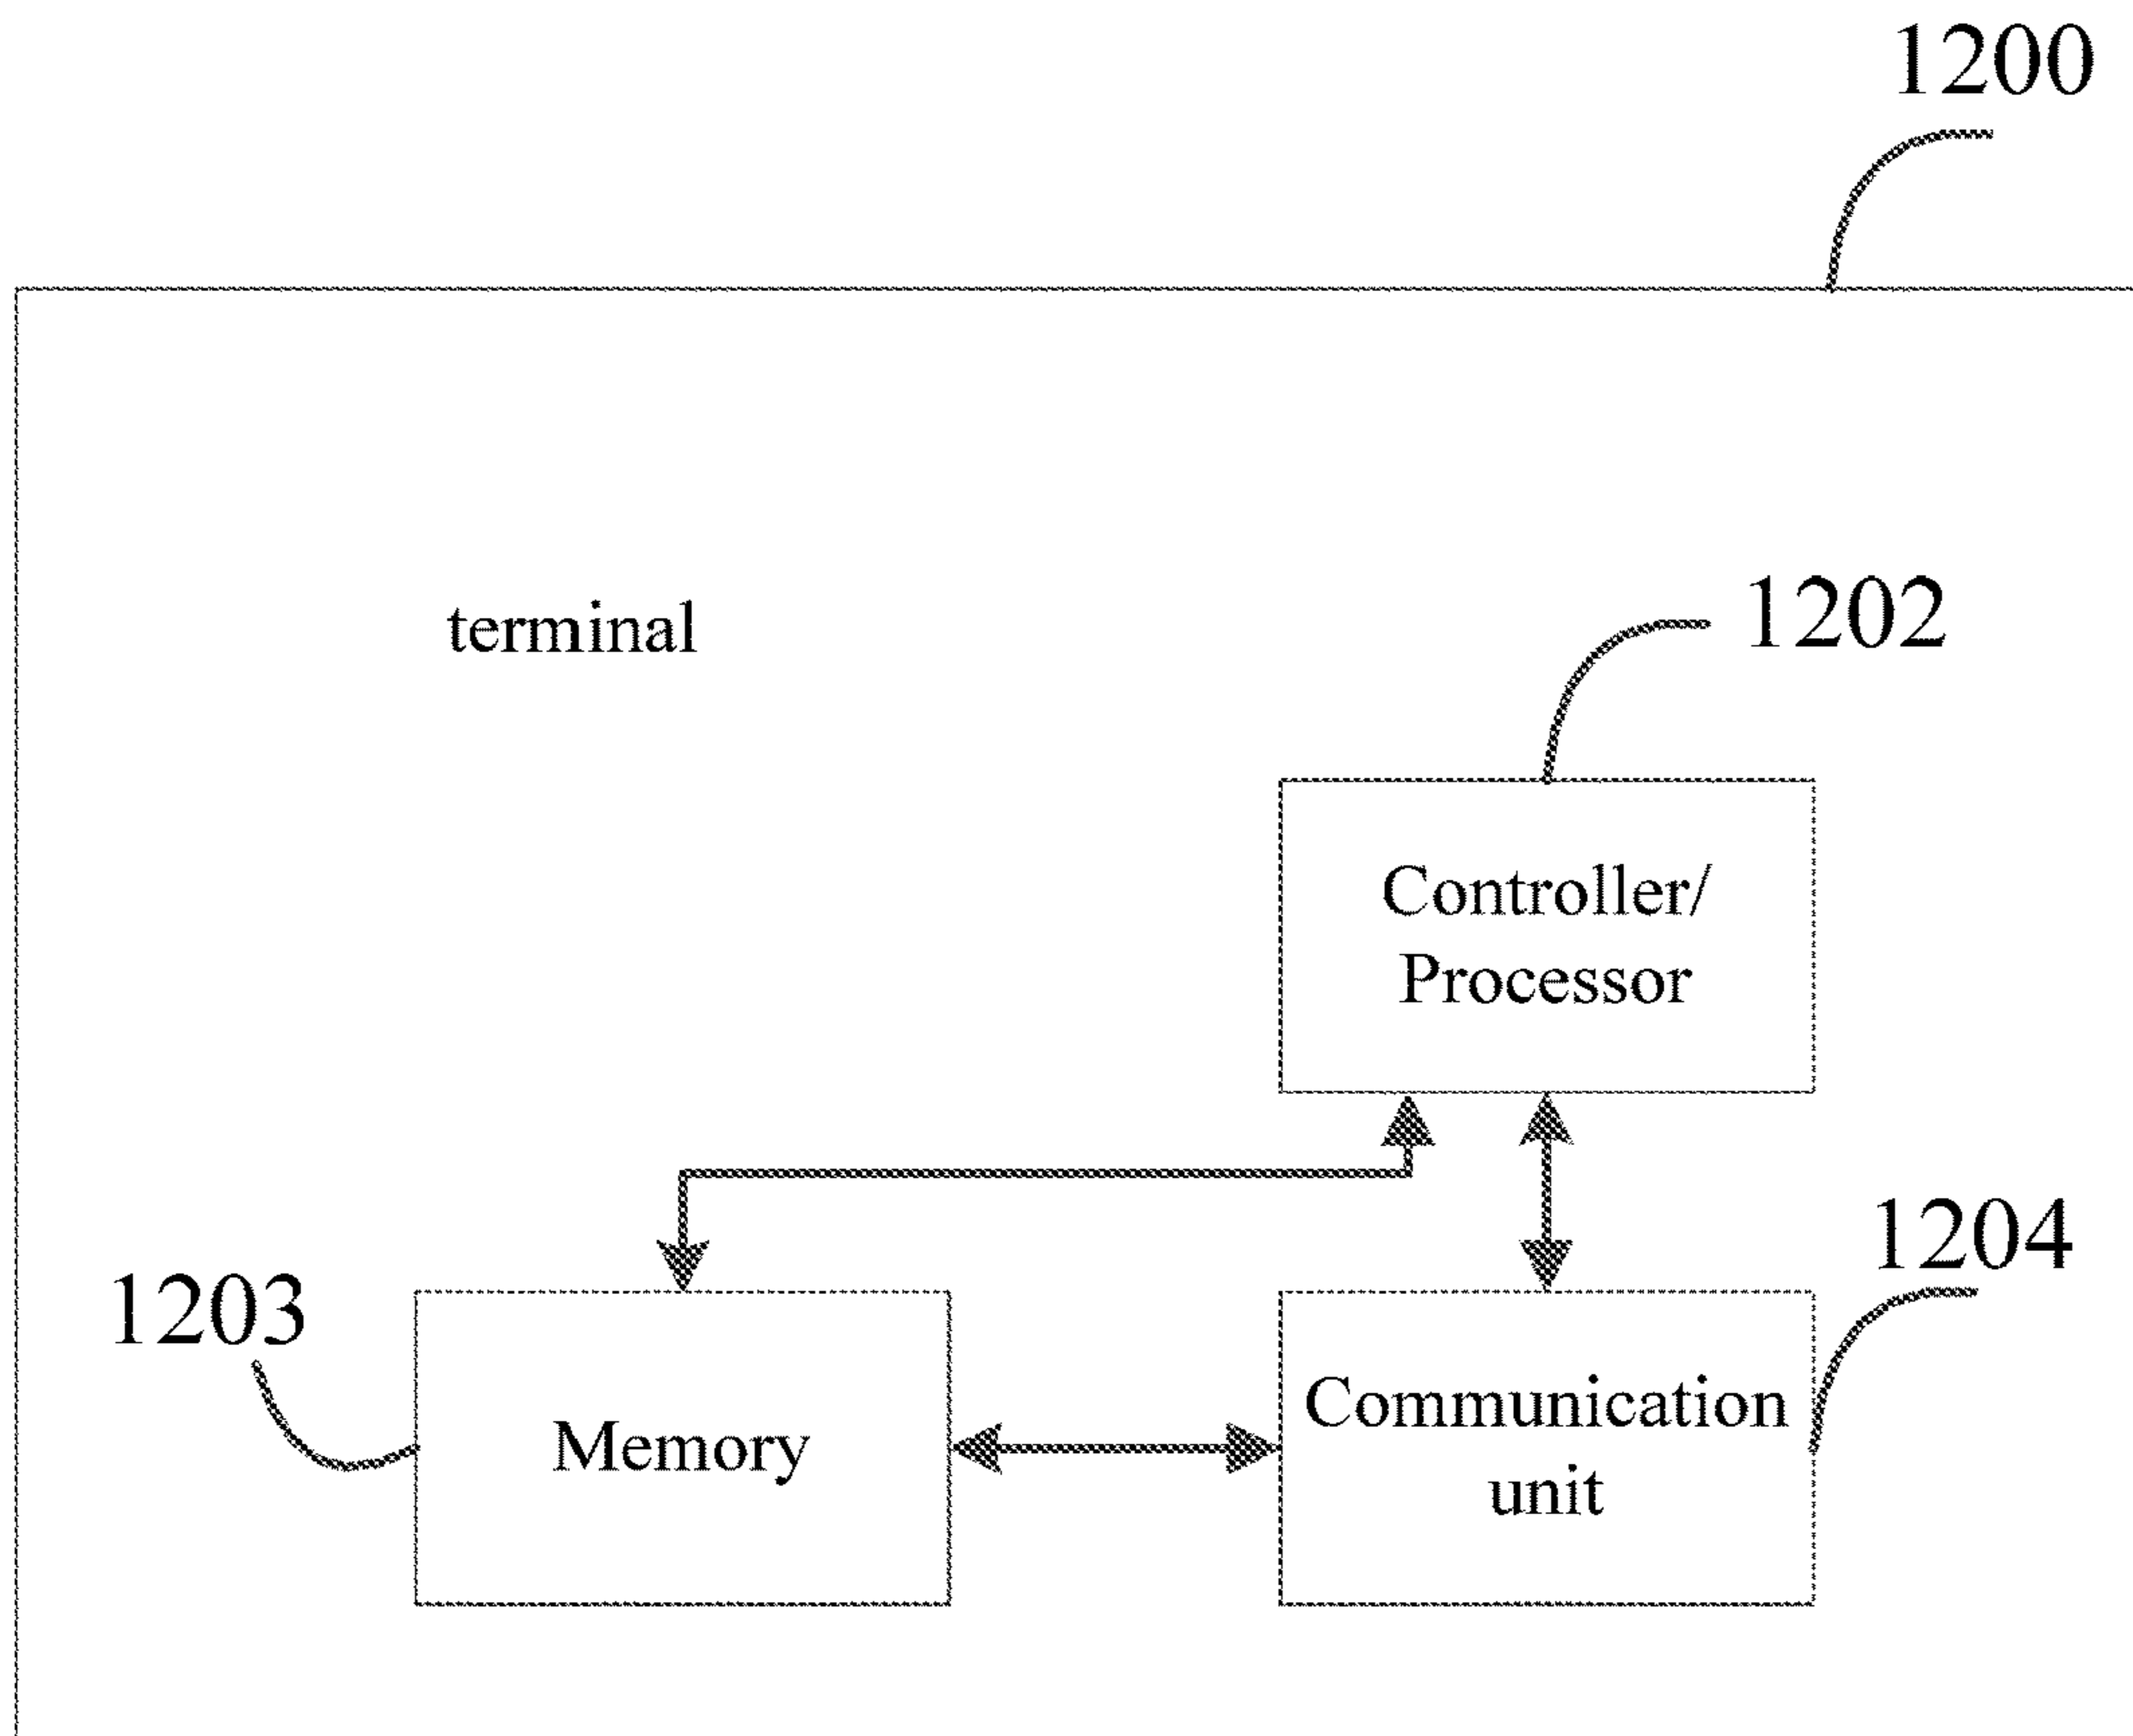 1200
terminal
1202
Controller/
Processor
1204
1203
Memory
Communication
unit